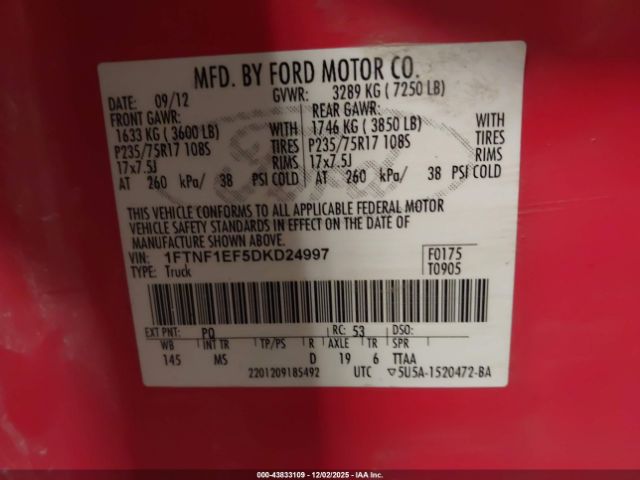 MFD. BY FORD MOTOR CO.
DATE: 09/12 GVWR: 3289 KG ( 7250 LB)
FRONT GAWR: REAR GAWR:
1633 KG ( 3600 LB) WITH 1746 KG ( 3850 LB) WITH
P235/75R17 108S TIRES P235/75R17 108S TIRES
17x7.5J RIMS 17x7.5J RIMS
AT 260 kPa/ 38 PSI COLD AT 260 kPa/ 38 PSI COLD
THIS VEHICLE CONFORMS TO ALL APPLICABLE FEDERAL MOTOR
VEHICLE SAFETY STANDARDS IN EFFECT ON THE DATE OF
MANUFACTURE SHOWN ABOVE.
VIN: 1FTNF1EF5DKD24997 F0175
TYPE: Truck T0905
EXT PNT: PQ RC: 53 DSO:
WB INT TR TP/PS R AXLE TR SPR
145 MS D 19 6 TTAA
2201209185492 UTC ▽5U5A-1520472-BA
000-43833109 - 12/02/2025 - IAA Inc.